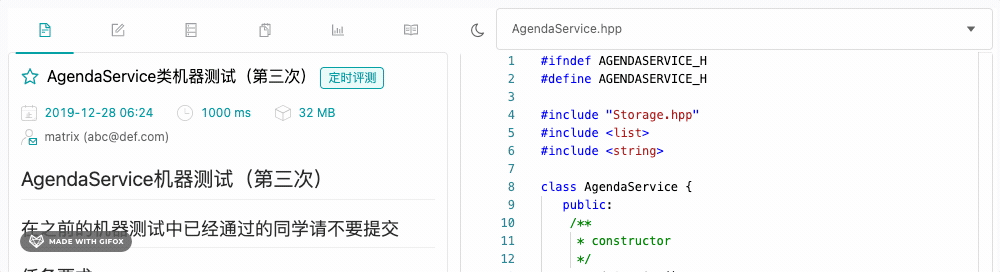 AgendaService类机器测试（第三次） 定时评测
2019-12-28 06:24 1000 ms 32 MB
matrix (abc@def.com)
AgendaService机器测试（第三次）
在之前的机器测试中已经通过的同学请不要提交
MADE WITH GIFOX
AgendaService.hpp
1 #ifndef AGENDASERVICE_H
2 #define AGENDASERVICE_H
3
4 #include "Storage.hpp"
5 #include <list>
6 #include <string>
7
8 class AgendaService {
9 public:
10 /**
11 * constructor
12 */